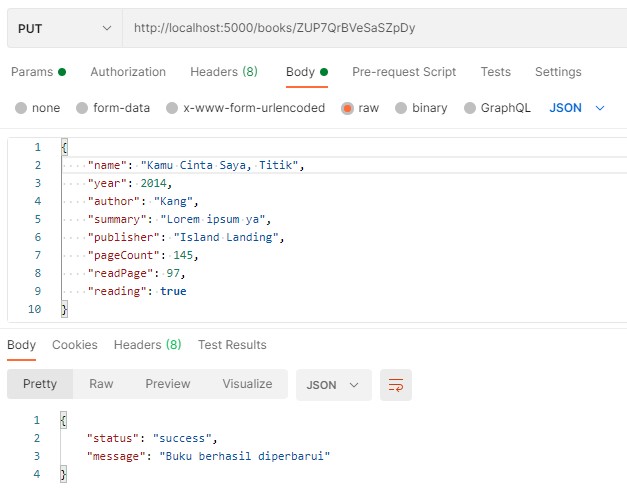 PUT http://localhost:5000/books/ZUP7QrBVeSaSZpDy
Params Authorization Headers (8) Body Pre-request Script Tests Settings
none form-data x-www-form-urlencoded raw binary GraphQL JSON
1 {
2 "name": "Kamu Cinta Saya, Titik",
3 "year": 2014,
4 "author": "Kang",
5 "summary": "Lorem ipsum ya",
6 "publisher": "Island Landing",
7 "pageCount": 145,
8 "readPage": 97,
9 "reading": true
10 }
Body Cookies Headers (8) Test Results
Pretty Raw Preview Visualize JSON
1 {
2 "status": "success",
3 "message": "Buku berhasil diperbarui"
4 }